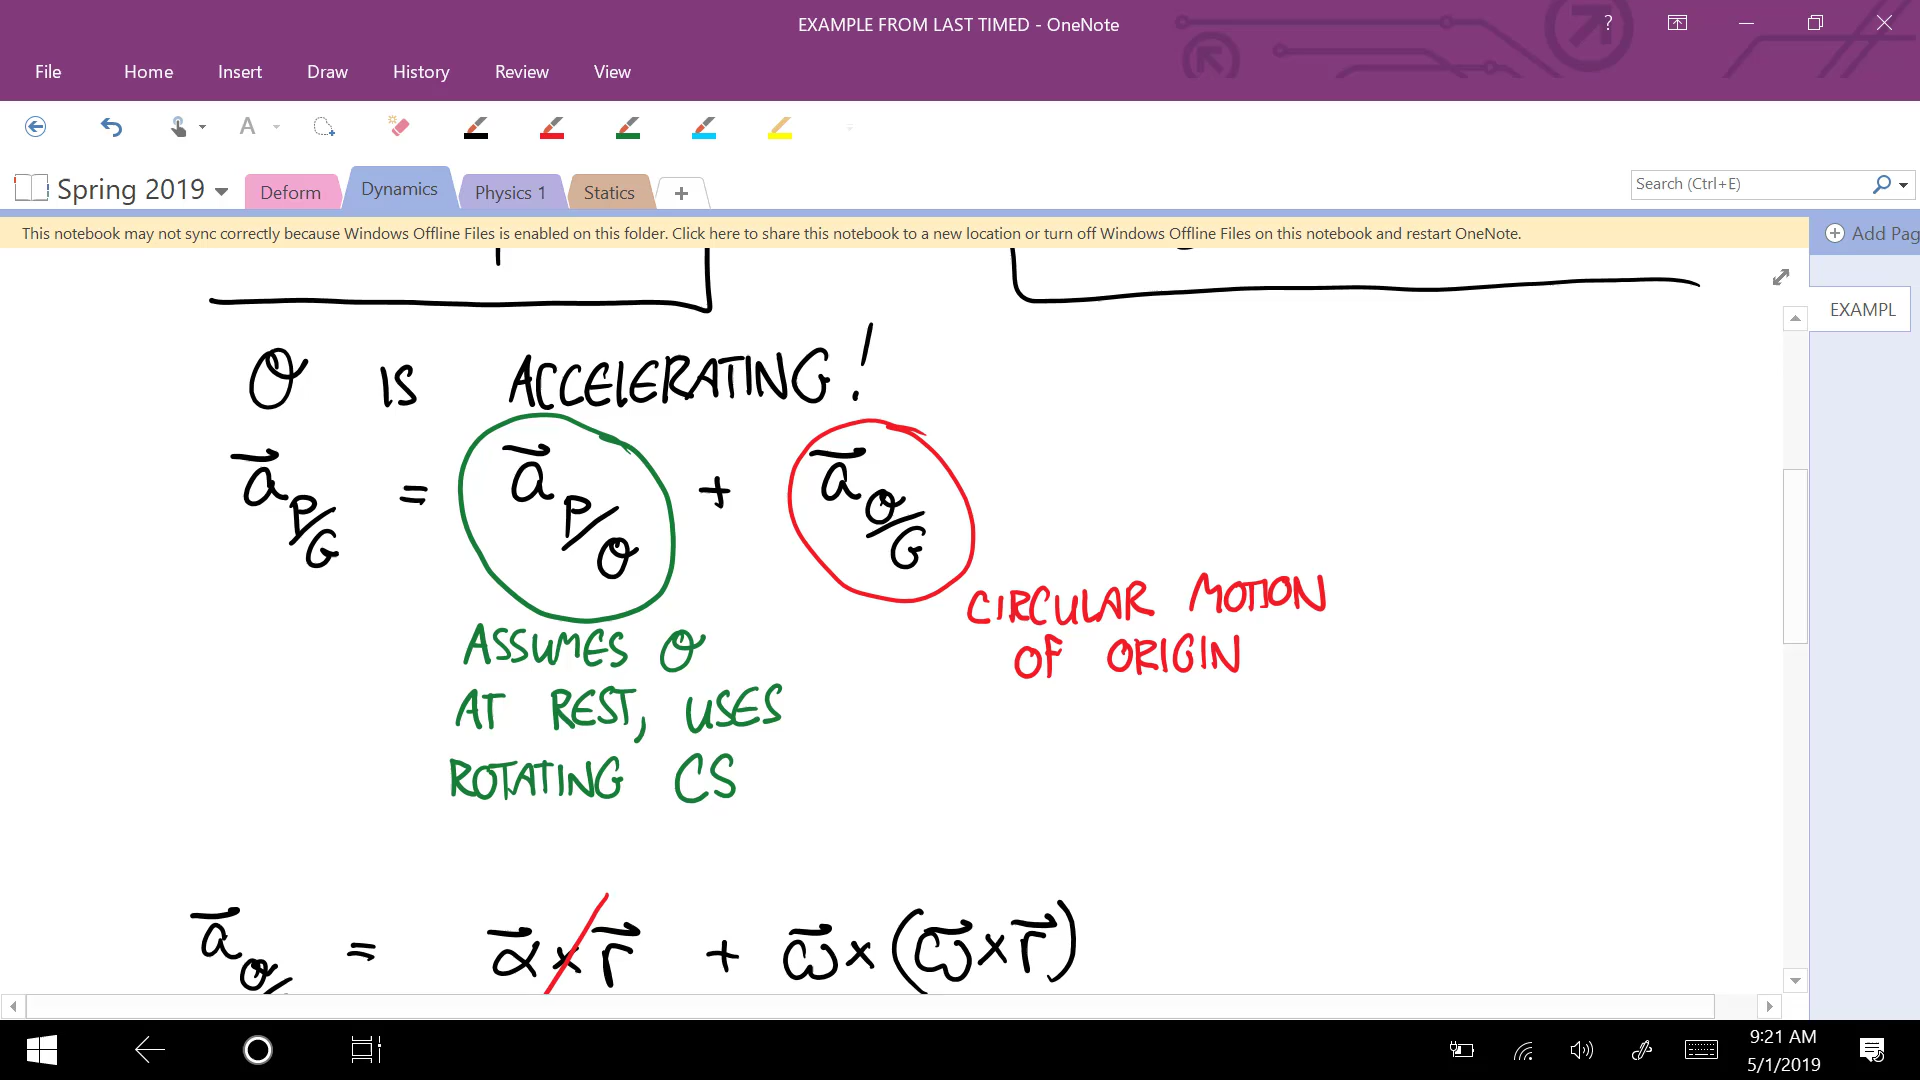 EXAMPLE FROM LAST TIMED - OneNote
?
File Home Insert Draw History Review View
A
Spring 2019 Deform Dynamics Physics 1 Statics +
Search (Ctrl+E)
This notebook may not sync correctly because Windows Offline Files is enabled on this folder. Click here to share this notebook to a new location or turn off Windows Offline Files on this notebook and restart OneNote.
Add Pag
EXAMPL
O IS ACCELERATING!
a⃗ P/G = a⃗ P/O + a⃗ O/G
CIRCULAR MOTION
OF ORIGIN
ASSUMES O
AT REST, USES
ROTATING CS
a⃗ O/ = α⃗ × r⃗ + ω⃗ × (ω⃗ × r⃗)
9:21 AM
5/1/2019